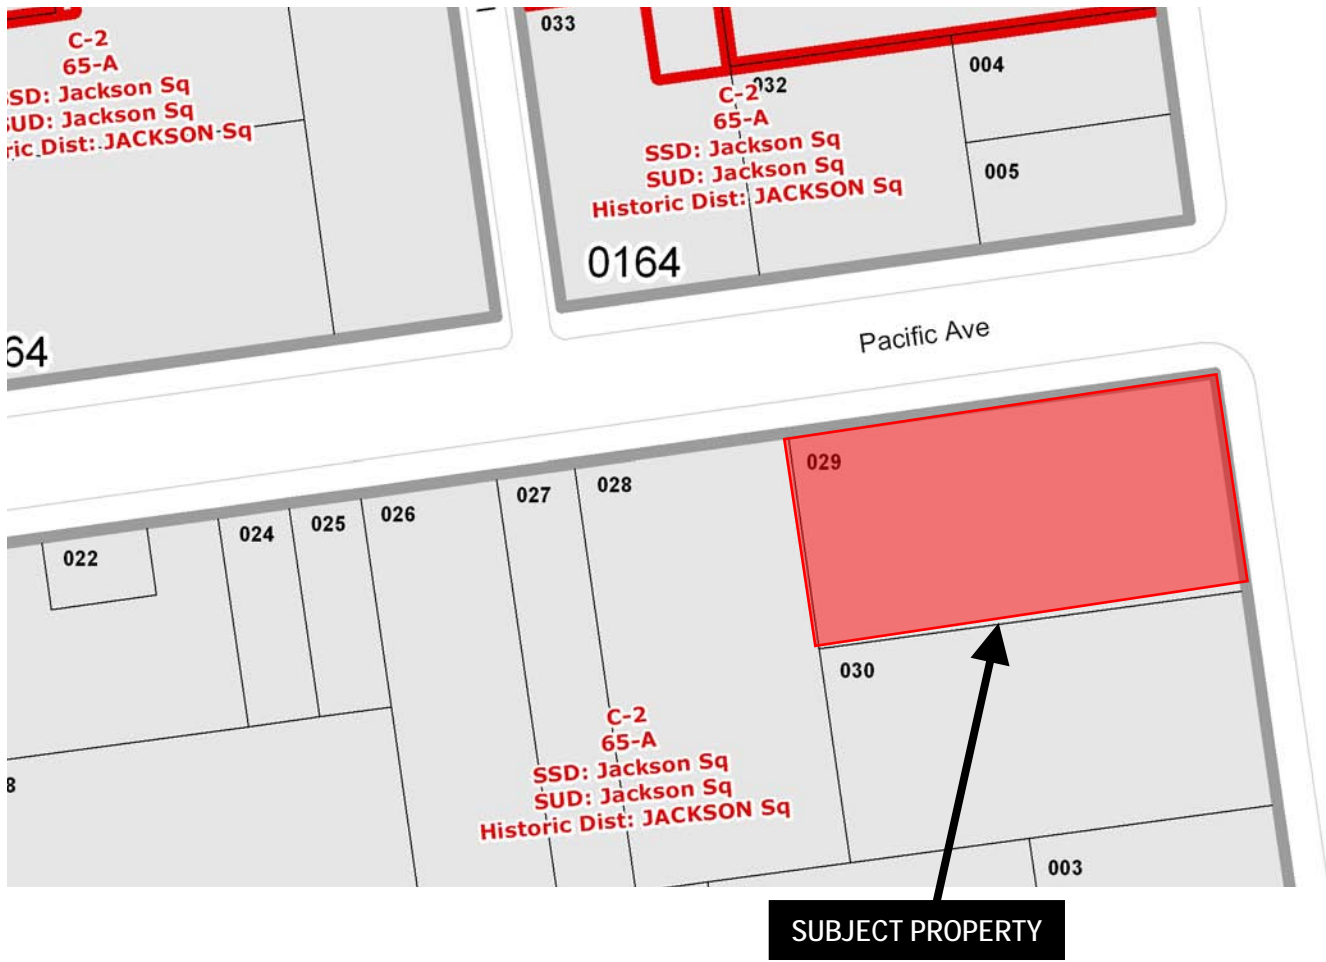 C-2
65-A
SSD: Jackson Sq
SUD: Jackson Sq
ric Dist: JACKSON Sq
64
033
032
004
005
C-2
65-A
SSD: Jackson Sq
SUD: Jackson Sq
Historic Dist: JACKSON Sq
0164
Pacific Ave
022
024
025
026
027
028
029
030
003
8
C-2
65-A
SSD: Jackson Sq
SUD: Jackson Sq
Historic Dist: JACKSON Sq
SUBJECT PROPERTY